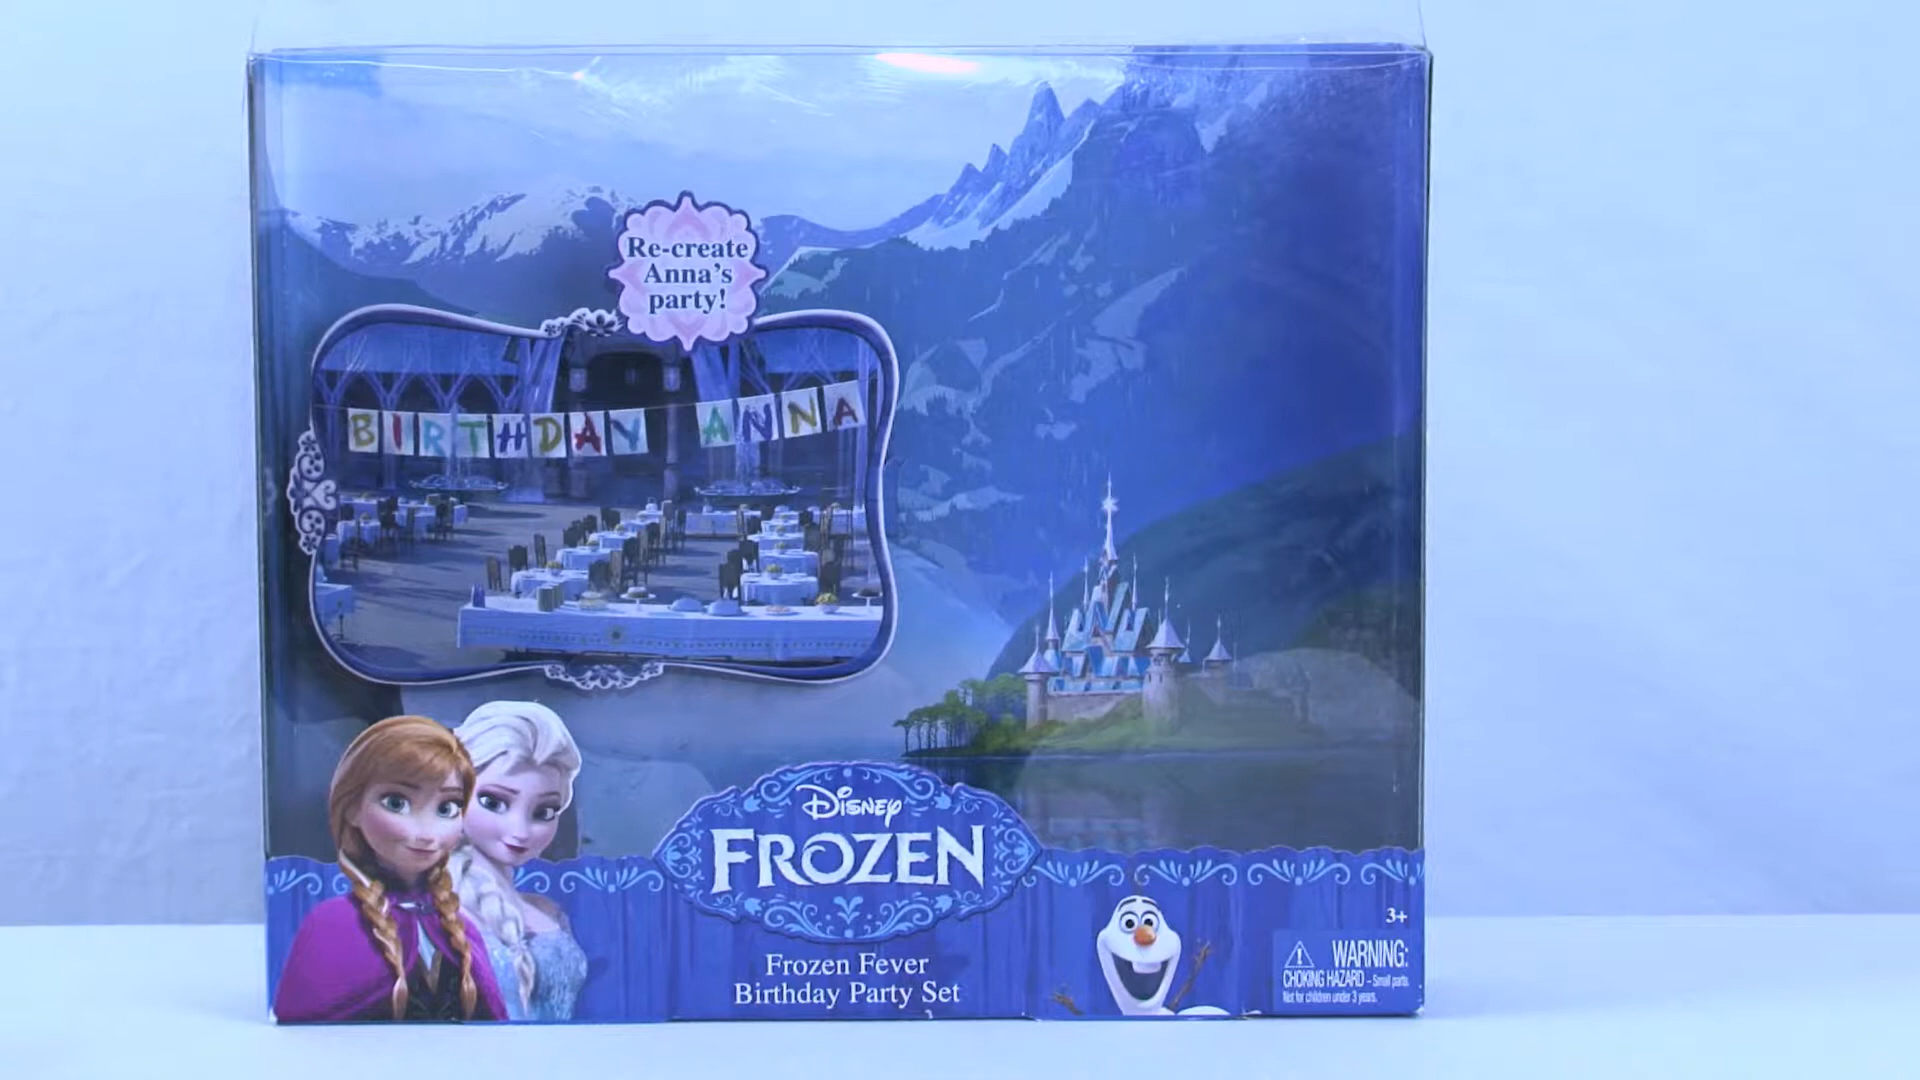 Re-create
Anna's
party!
BIRTHDAY ANNA
Disney
FROZEN
Frozen Fever
Birthday Party Set
3+
WARNING:
CHOKING HAZARD - Small parts
Not for children under 3 years.